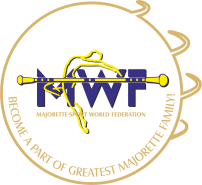 MWF
MAJORETTE-SPORT WORLD FEDERATION
BECOME A PART OF GREATEST MAJORETTE FAMILY!